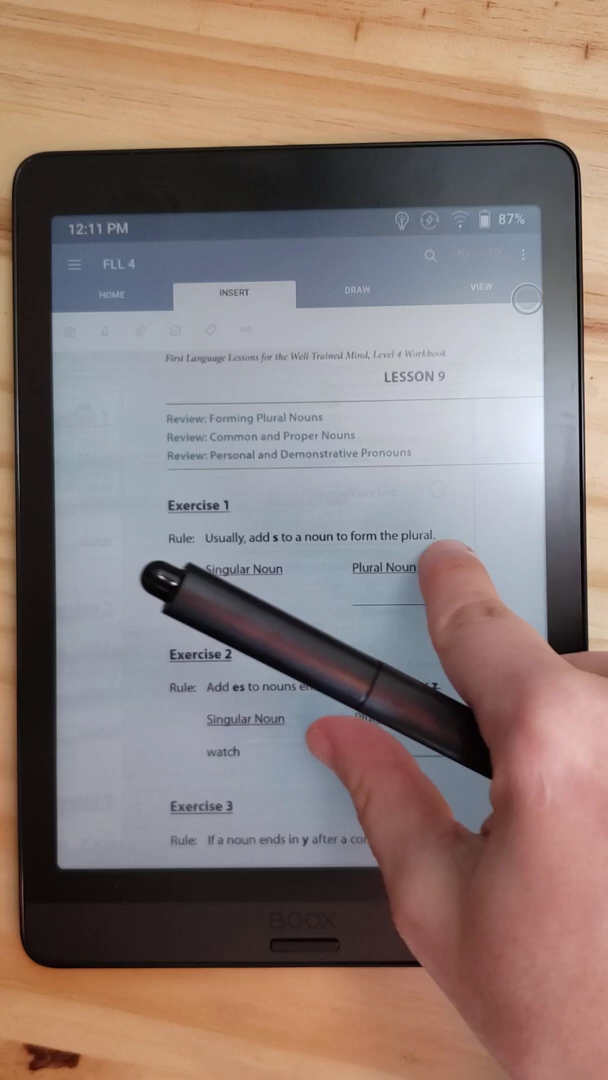 12:11 PM 87%
FLL 4
HOME INSERT DRAW VIEW
First Language Lessons for the Well-Trained Mind, Level 4 Workbook
LESSON 9
Review: Forming Plural Nouns
Review: Common and Proper Nouns
Review: Personal and Demonstrative Pronouns
Exercise 1
Rule: Usually, add s to a noun to form the plural.
Singular Noun Plural Noun
Exercise 2
Rule: Add es to nouns z.
Singular Noun
watch
Exercise 3
Rule: If a noun ends in y after a
BOOX